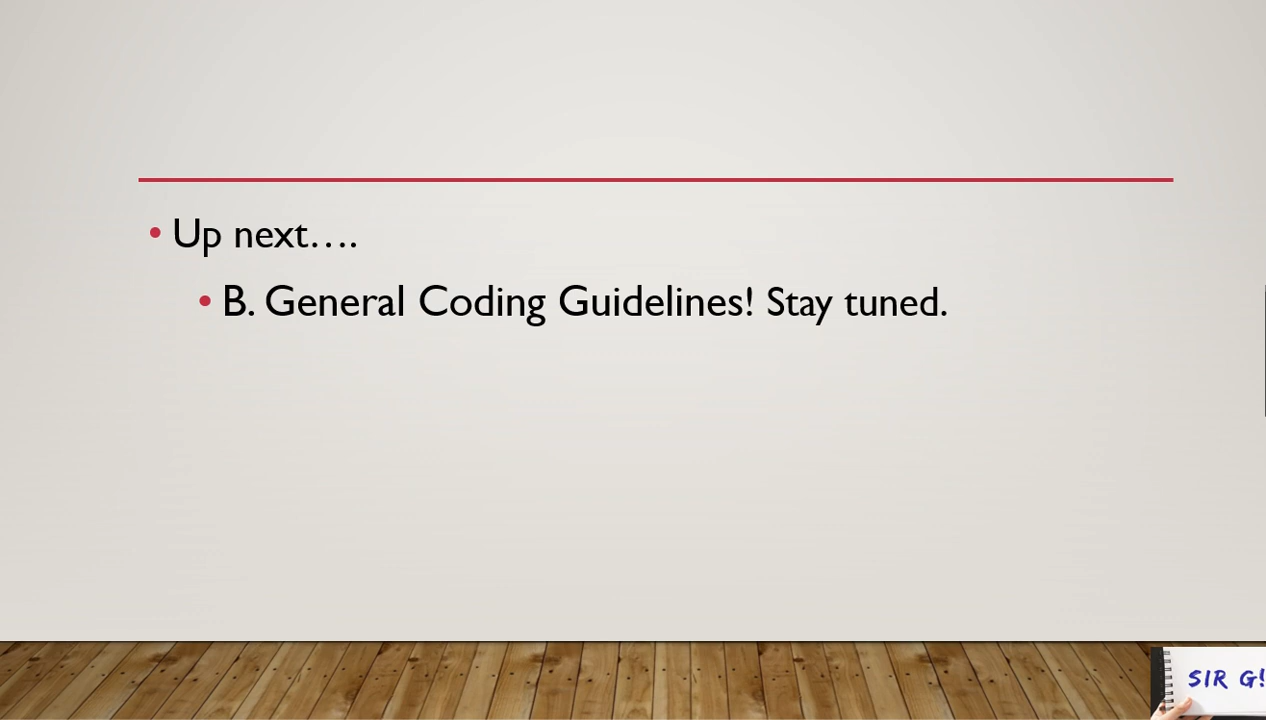 Up next….
B. General Coding Guidelines! Stay tuned.
SIR G!